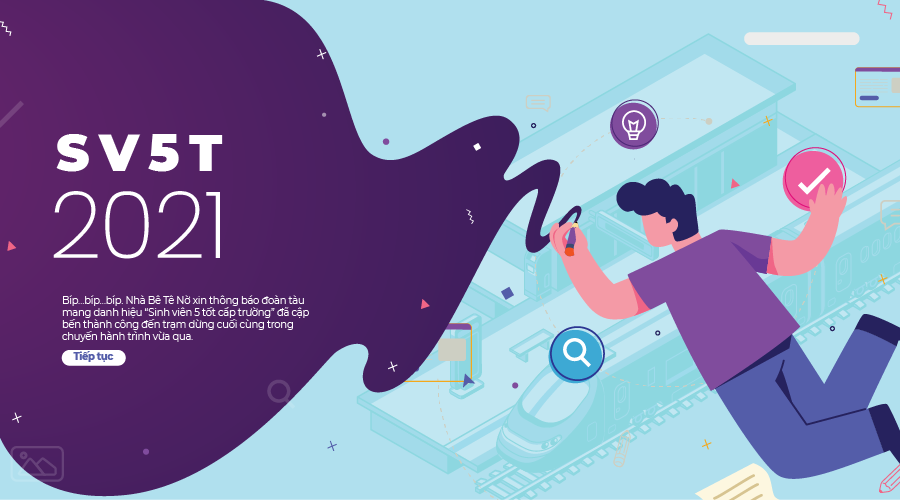 SV5T
2021
Bíp...bíp...bíp. Nhà Bê Tê Nờ xin thông báo đoàn tàu
mang danh hiệu “Sinh viên 5 tốt cấp trường” đã cập
bến thành công đến trạm dừng cuối cùng trong
chuyến hành trình vừa qua.
Tiếp tục